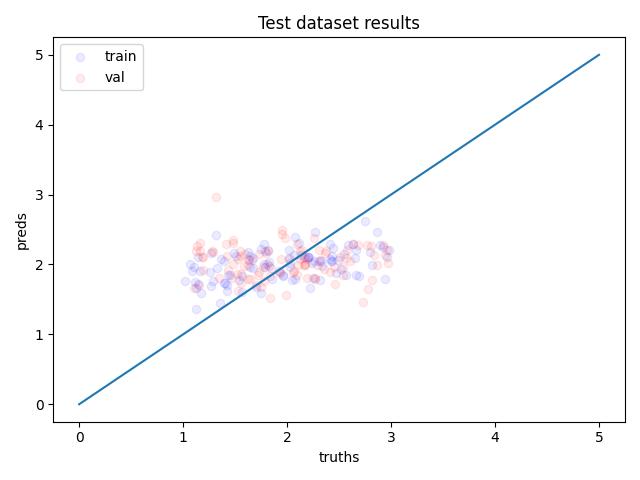 Test dataset results
train
val
5
4
3
2
1
0
preds
0 1 2 3 4 5
truths